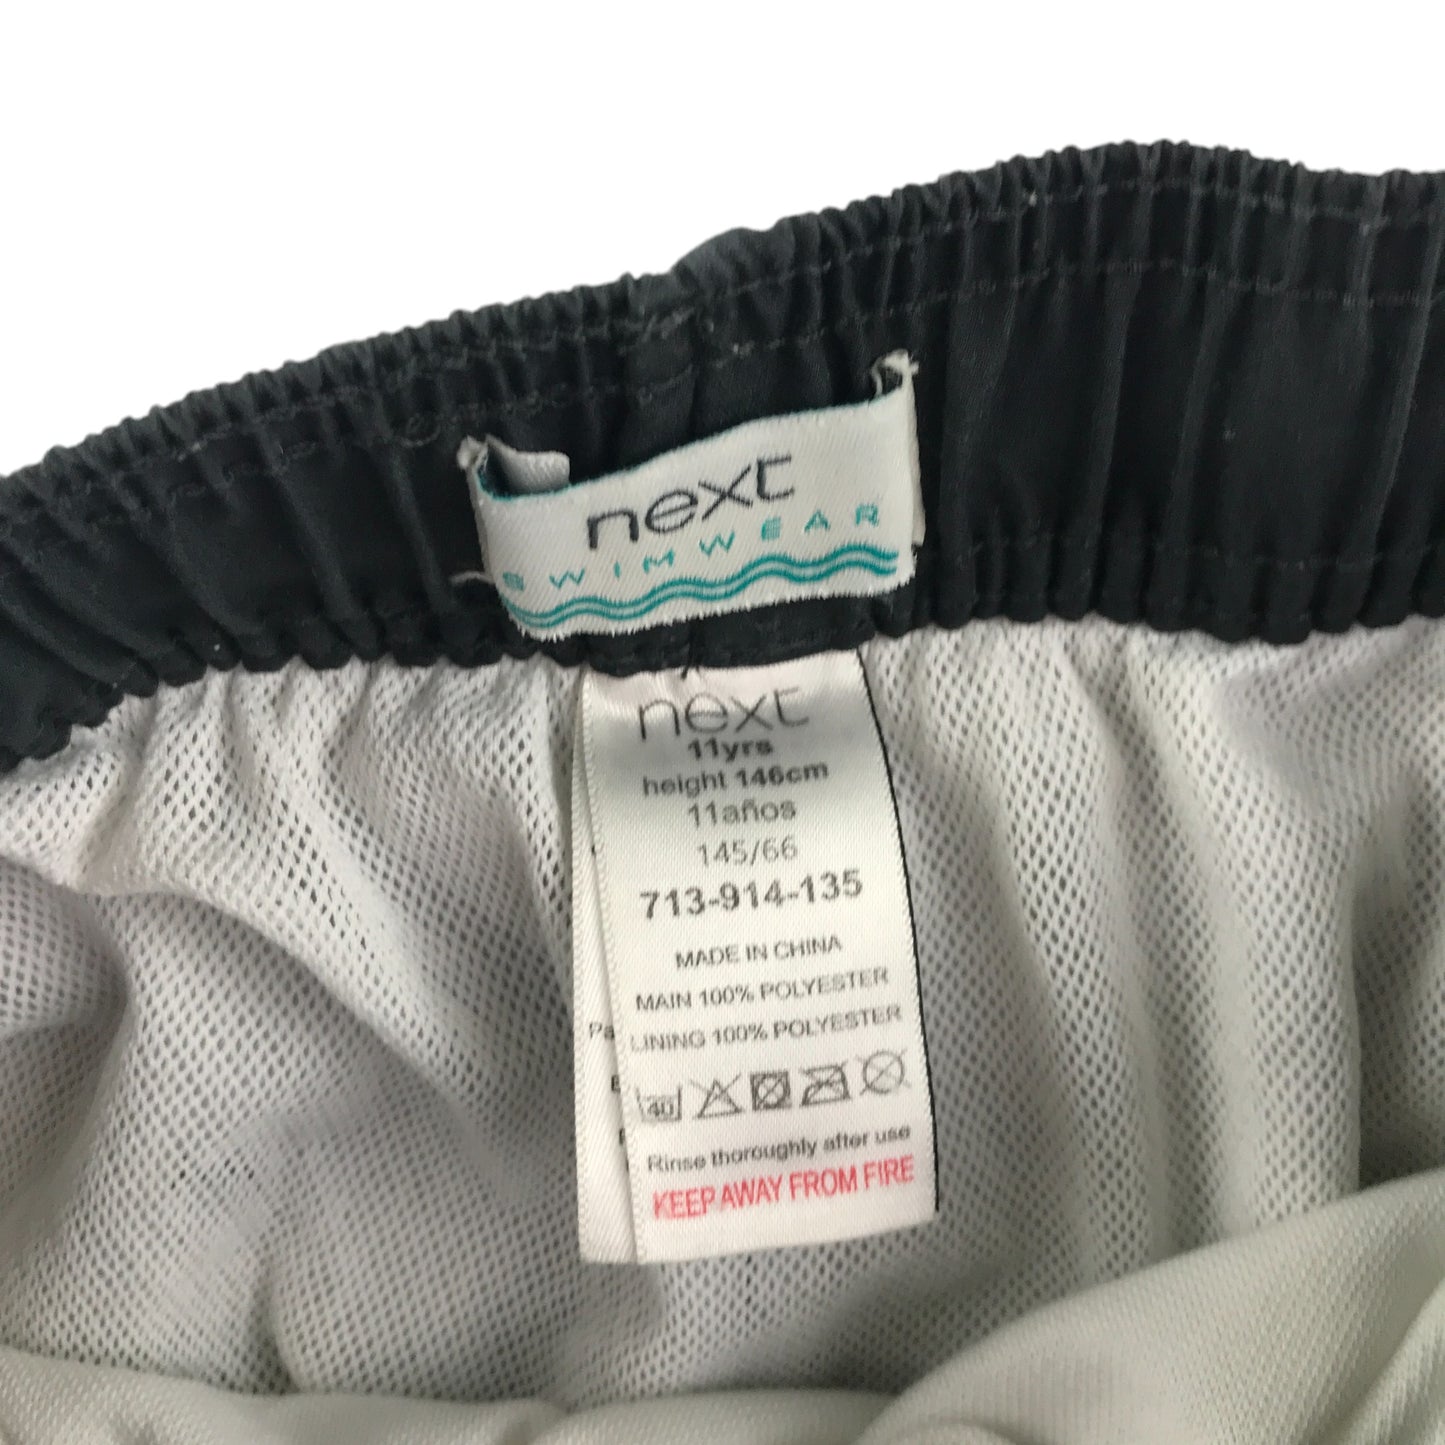 next
SWIMWEAR
next
11yrs
height 146cm
11años
145/66
713-914-135
MADE IN CHINA
MAIN 100% POLYESTER
LINING 100% POLYESTER
40
Rinse thoroughly after use
KEEP AWAY FROM FIRE
Pa